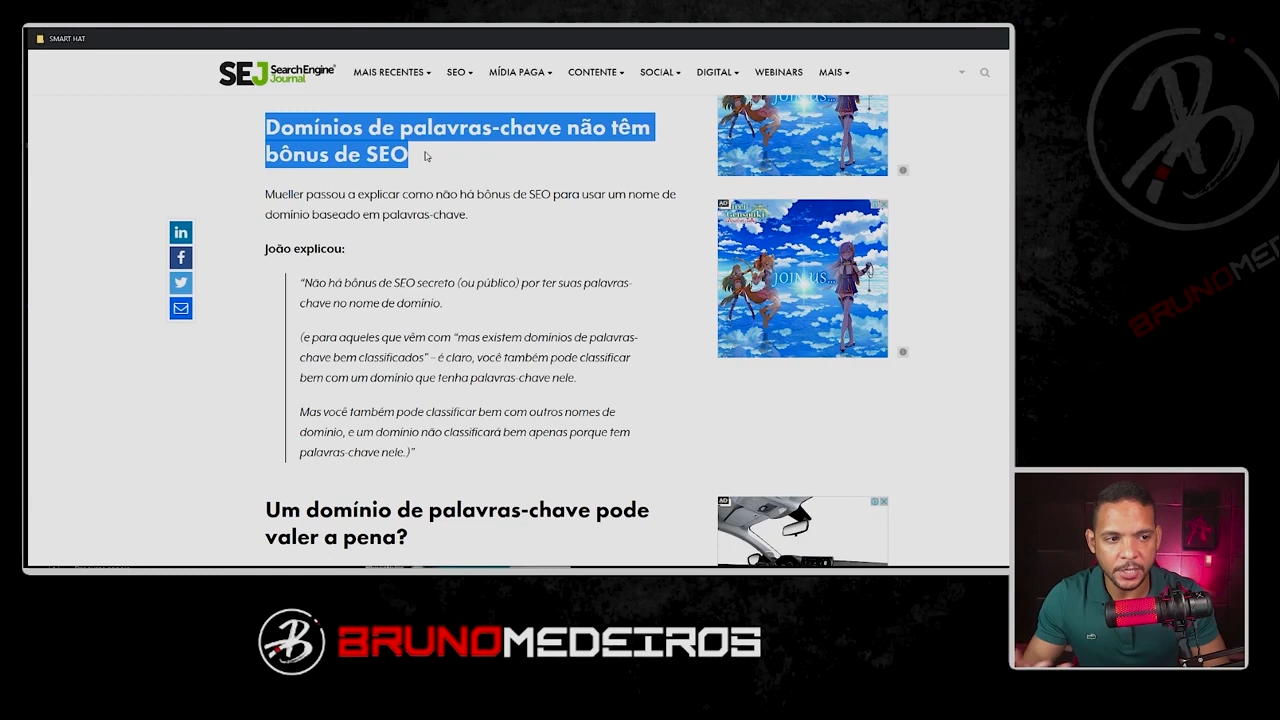 SMART HAT
SEJ Search Engine Journal
MAIS RECENTES SEO MÍDIA PAGA CONTENTE SOCIAL DIGITAL WEBINARS MAIS
Domínios de palavras-chave não têm
bônus de SEO
Mueller passou a explicar como não há bônus de SEO para usar um nome de
domínio baseado em palavras-chave.
João explicou:
“Não há bônus de SEO secreto (ou público) por ter suas palavras-
chave no nome de domínio.
(e para aqueles que vêm com “mas existem domínios de palavras-
chave bem classificados” – é claro, você também pode classificar
bem com um domínio que tenha palavras-chave nele.
Mas você também pode classificar bem com outros nomes de
domínio, e um domínio não classificará bem apenas porque tem
palavras-chave nele.)”
Um domínio de palavras-chave pode
valer a pena?
JOIN US...
AD
JOIN US...
AD
BRUNOMEDEIROS
BRUNOMEDE